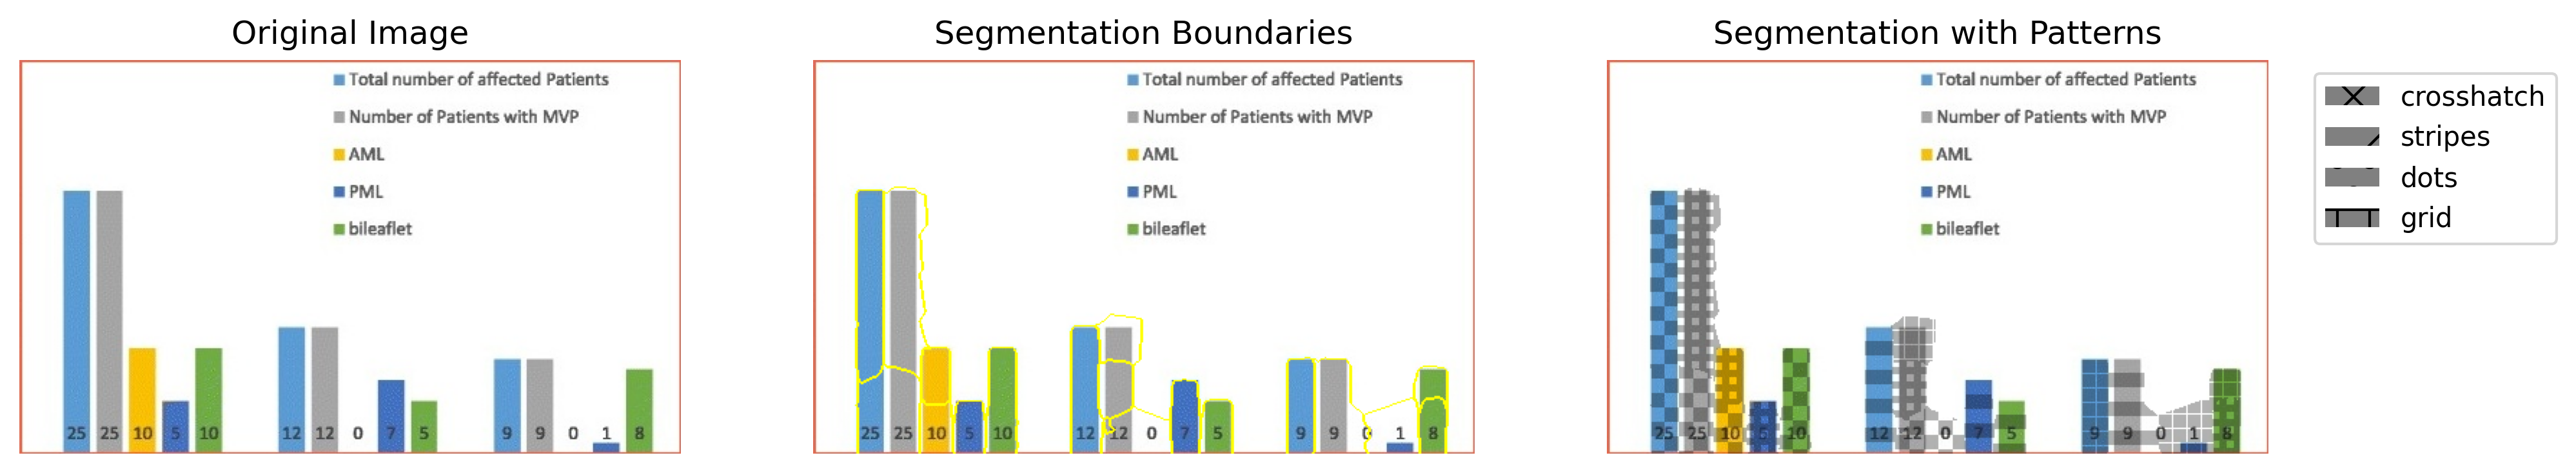 Original Image
Total number of affected Patients
Number of Patients with MVP
AML
PML
bileaflet
25 25 10 5 10 12 12 0 7 5 9 9 0 1 8
Segmentation Boundaries
Total number of affected Patients
Number of Patients with MVP
AML
PML
bileaflet
25 25 10 5 10 12 12 0 7 5 9 9 0 1 8
Segmentation with Patterns
Total number of affected Patients
Number of Patients with MVP
AML
PML
bileaflet
25 25 10 5 10 12 12 0 7 5 9 9 0 1 8
crosshatch
stripes
dots
grid